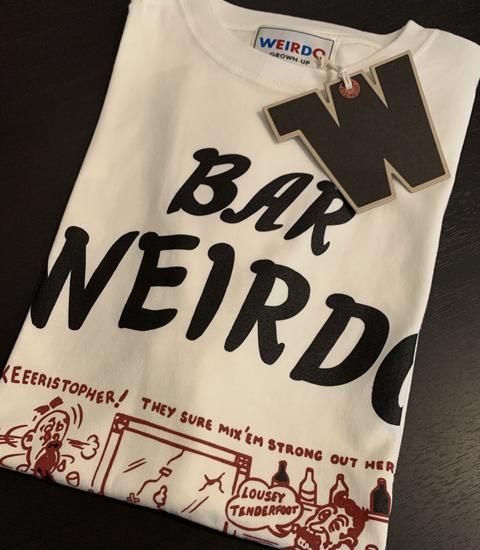 WEIRDO
GROWN-UP
W
BAR
WEIRDO
KEEERISTOPHER! THEY SURE MIX'EM STRONG OUT HER
LOUSEY
TENDERFOOT